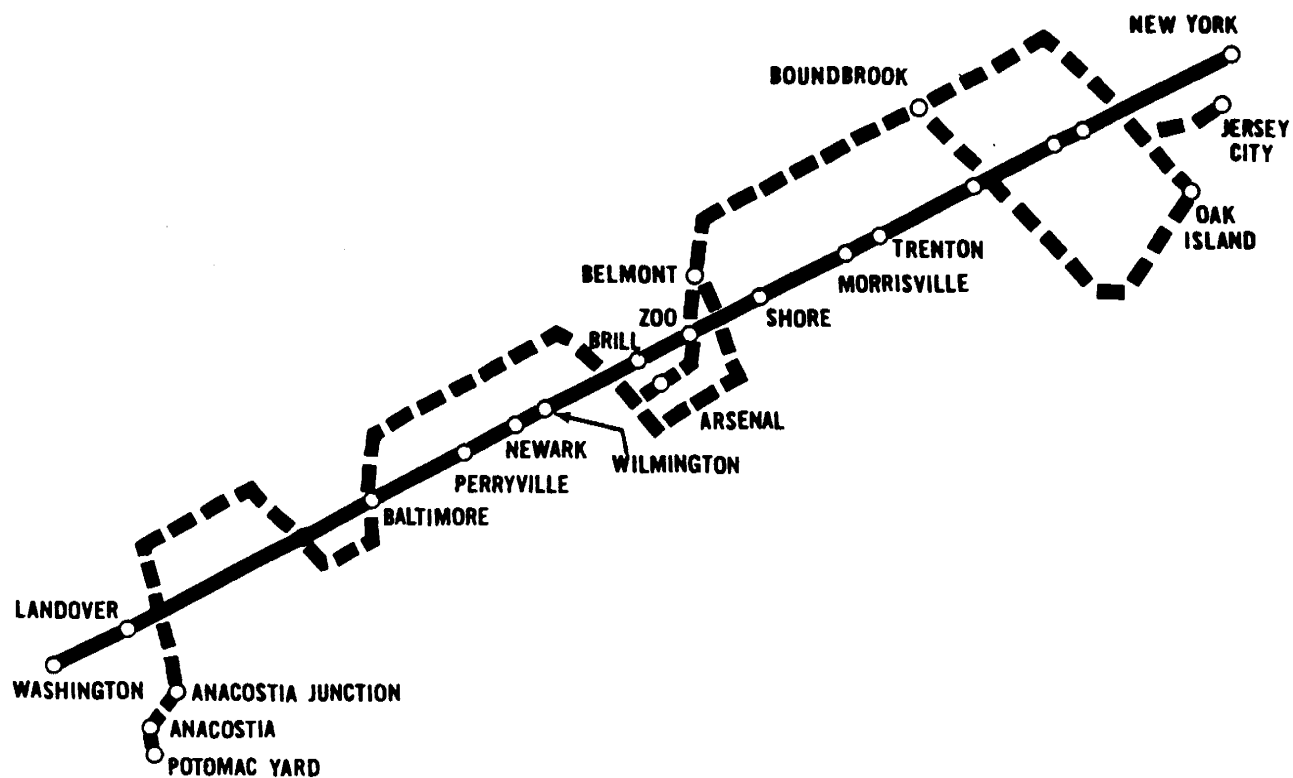 NEW YORK
BOUNDBROOK
JERSEY
CITY
OAK
ISLAND
TRENTON
BELMONT
MORRISVILLE
ZOO
SHORE
BRILL
ARSENAL
NEWARK
WILMINGTON
PERRYVILLE
BALTIMORE
LANDOVER
WASHINGTON
ANACOSTIA JUNCTION
ANACOSTIA
POTOMAC YARD